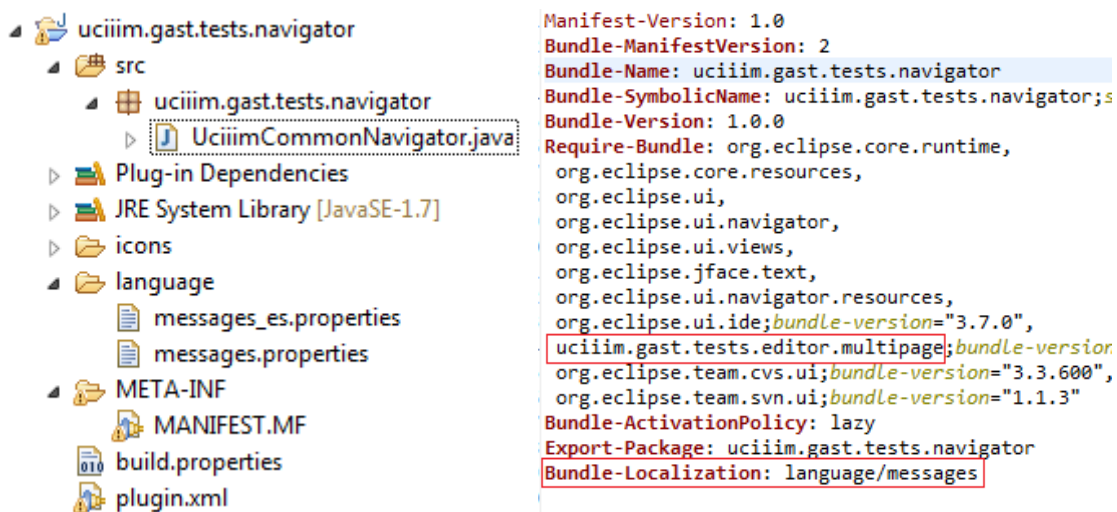 uciiim.gast.tests.navigator
src
uciiim.gast.tests.navigator
UciiimCommonNavigator.java
Plug-in Dependencies
JRE System Library [JavaSE-1.7]
icons
language
messages_es.properties
messages.properties
META-INF
MANIFEST.MF
build.properties
plugin.xml
Manifest-Version: 1.0
Bundle-ManifestVersion: 2
Bundle-Name: uciiim.gast.tests.navigator
Bundle-SymbolicName: uciiim.gast.tests.navigator;s
Bundle-Version: 1.0.0
Require-Bundle: org.eclipse.core.runtime,
org.eclipse.core.resources,
org.eclipse.ui,
org.eclipse.ui.navigator,
org.eclipse.ui.views,
org.eclipse.jface.text,
org.eclipse.ui.navigator.resources,
org.eclipse.ui.ide;bundle-version="3.7.0",
uciiim.gast.tests.editor.multipage;bundle-version
org.eclipse.team.cvs.ui;bundle-version="3.3.600",
org.eclipse.team.svn.ui;bundle-version="1.1.3"
Bundle-ActivationPolicy: lazy
Export-Package: uciiim.gast.tests.navigator
Bundle-Localization: language/messages